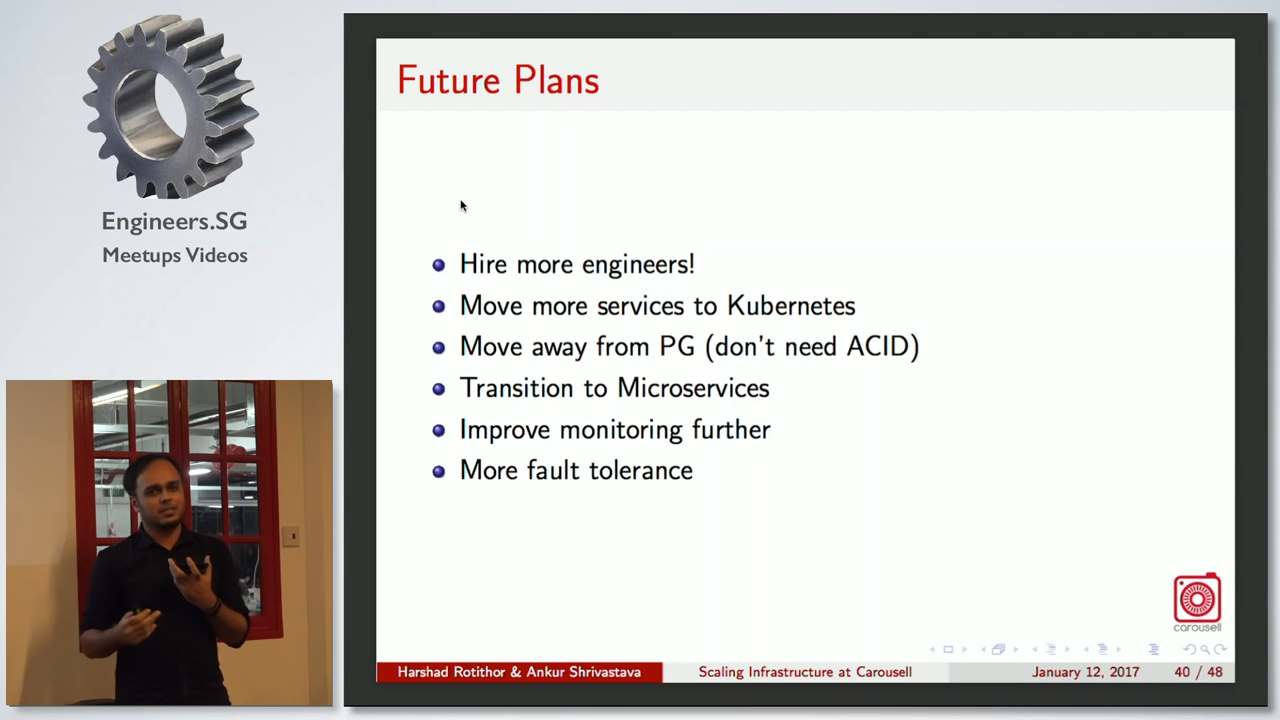 Engineers.SG
Meetups Videos
Future Plans
Hire more engineers!
Move more services to Kubernetes
Move away from PG (don't need ACID)
Transition to Microservices
Improve monitoring further
More fault tolerance
carousell
Harshad Rotithor & Ankur Shrivastava
Scaling Infrastructure at Carousell
January 12, 2017
40 / 48